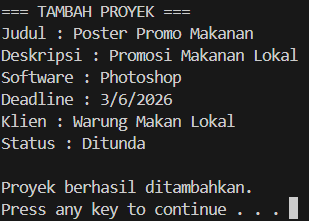 === TAMBAH PROYEK ===
Judul : Poster Promo Makanan
Deskripsi : Promosi Makanan Lokal
Software : Photoshop
Deadline : 3/6/2026
Klien : Warung Makan Lokal
Status : Ditunda

Proyek berhasil ditambahkan.
Press any key to continue . . .